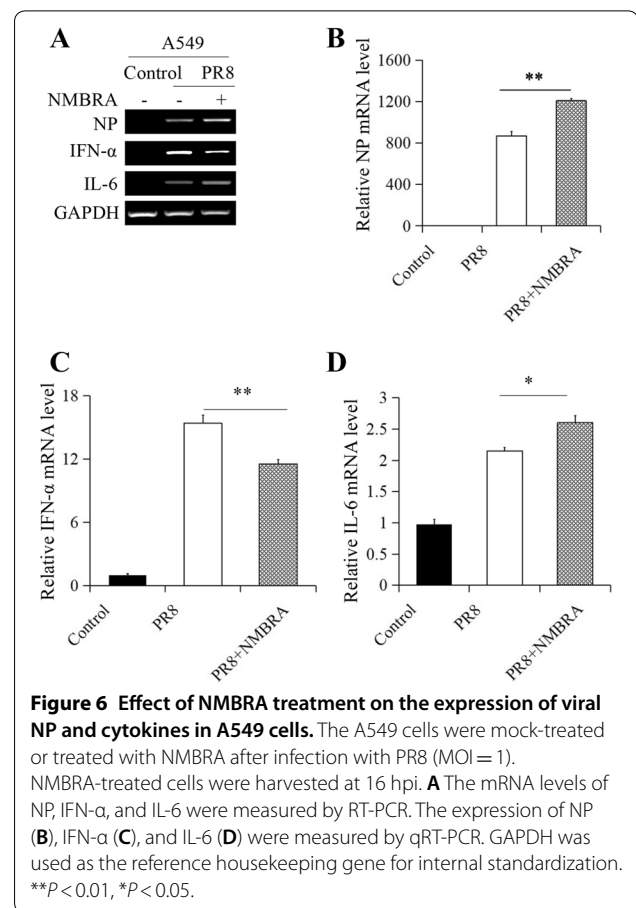 A
A549
Control PR8
NMBRA - - +
NP
IFN-α
IL-6
GAPDH
B
Relative NP mRNA level
1600
1200
800
400
0
**
Control
PR8
PR8+NMBRA
C
Relative IFN-α mRNA level
18
12
6
0
**
Control
PR8
PR8+NMBRA
D
Relative IL-6 mRNA level
3
2.5
2
1.5
1
0.5
0
*
Control
PR8
PR8+NMBRA
Figure 6 Effect of NMBRA treatment on the expression of viral
NP and cytokines in A549 cells. The A549 cells were mock-treated
or treated with NMBRA after infection with PR8 (MOI = 1).
NMBRA-treated cells were harvested at 16 hpi. A The mRNA levels of
NP, IFN-α, and IL-6 were measured by RT-PCR. The expression of NP
(B), IFN-α (C), and IL-6 (D) were measured by qRT-PCR. GAPDH was
used as the reference housekeeping gene for internal standardization.
**P < 0.01, *P < 0.05.